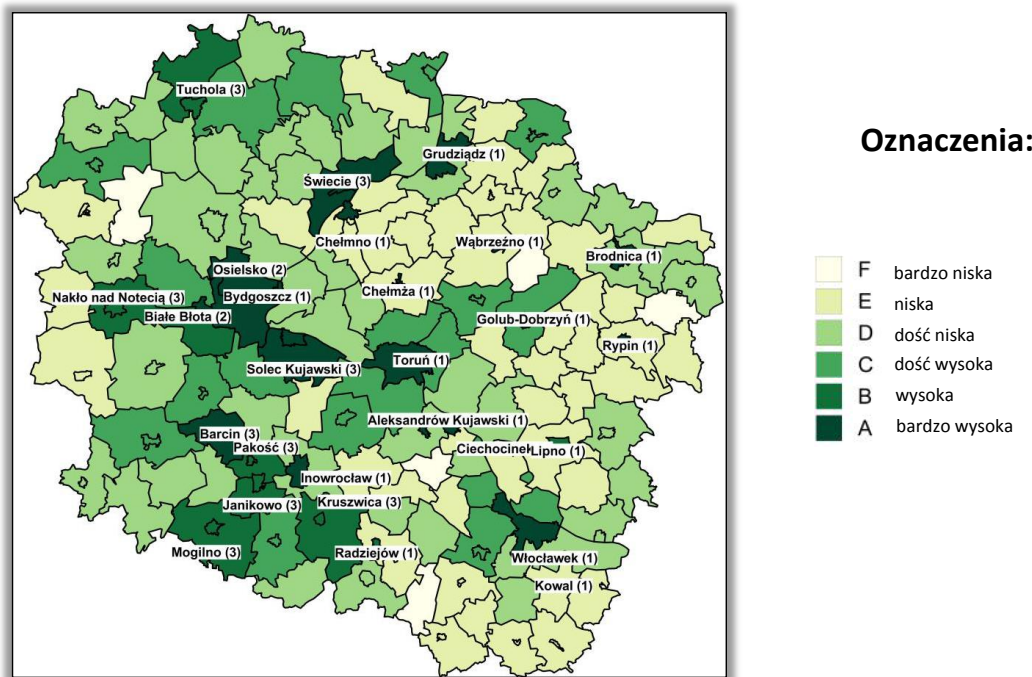 Tuchola (3)
Grudziądz (1)
Świecie (3)
Chełmno (1)
Wąbrzeźno (1)
Brodnica (1)
Osielsko (2)
Nakło nad Notecią (3)
Bydgoszcz (1)
Chełmża (1)
Białe Błota (2)
Golub-Dobrzyń (1)
Rypin (1)
Toruń (1)
Solec Kujawski (3)
Aleksandrów Kujawski (1)
Barcin (3)
Pakość (3)
Ciechocinek
Lipno (1)
Inowrocław (1)
Janikowo (3)
Kruszwica (3)
Mogilno (3)
Radziejów (1)
Włocławek (1)
Kowal (1)
Oznaczenia:
F bardzo niska
E niska
D dość niska
C dość wysoka
B wysoka
A bardzo wysoka